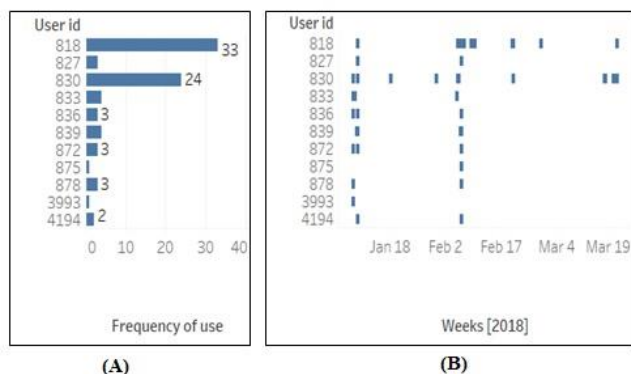 User id
818 33
827
830 24
833
836 3
839
872 3
875
878 3
3993
4194 2
0 10 20 30 40
Frequency of use
(A)
User id
818
827
830
833
836
839
872
875
878
3993
4194
Jan 18 Feb 2 Feb 17 Mar 4 Mar 19
Weeks [2018]
(B)